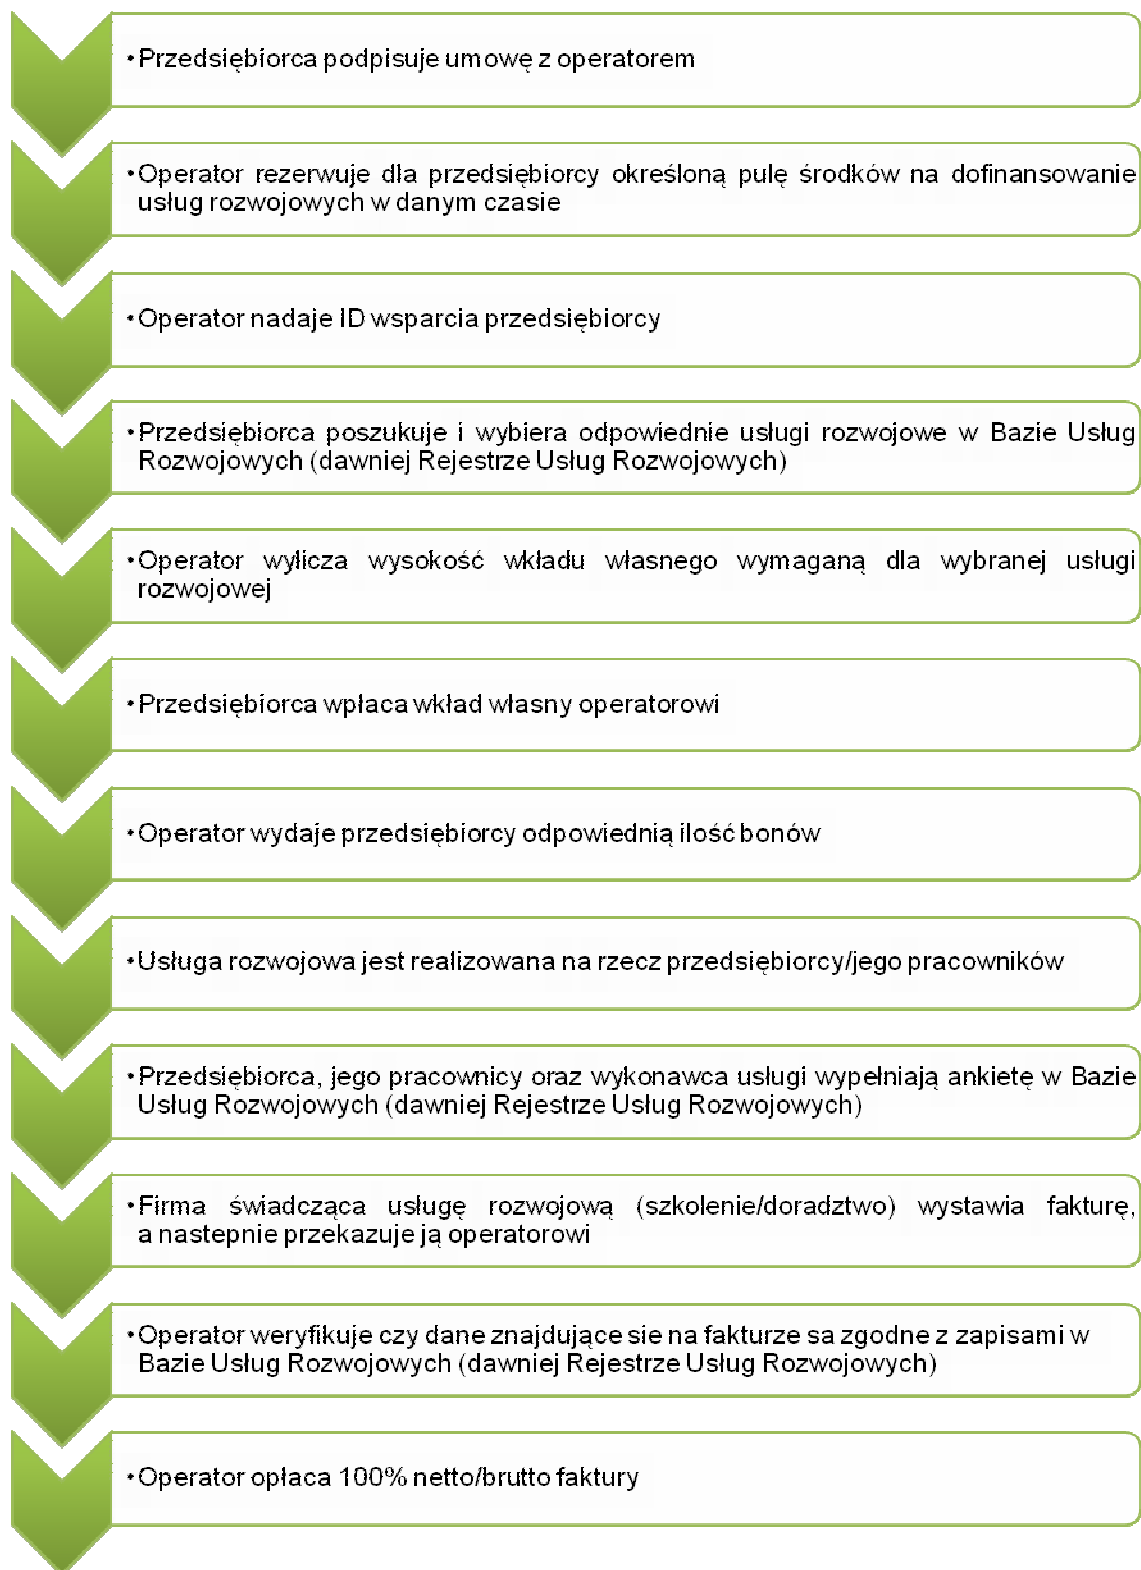 •Przedsiębiorca podpisuje umowę z operatorem
•Operator rezerwuje dla przedsiębiorcy określoną pulę środków na dofinansowanie
usług rozwojowych w danym czasie
•Operator nadaje ID wsparcia przedsiębiorcy
•Przedsiębiorca poszukuje i wybiera odpowiednie usługi rozwojowe w Bazie Usług
Rozwojowych (dawniej Rejestrze Usług Rozwojowych)
•Operator wylicza wysokość wkładu własnego wymaganą dla wybranej usługi
rozwojowej
•Przedsiębiorca wpłaca wkład własny operatorowi
•Operator wydaje przedsiębiorcy odpowiednią ilość bonów
•Usługa rozwojowa jest realizowana na rzecz przedsiębiorcy/jego pracowników
•Przedsiębiorca, jego pracownicy oraz wykonawca usługi wypełniają ankietę w Bazie
Usług Rozwojowych (dawniej Rejestrze Usług Rozwojowych)
•Firma świadcząca usługę rozwojową (szkolenie/doradztwo) wystawia fakturę,
a nastepnie przekazuje ją operatorowi
•Operator weryfikuje czy dane znajdujące sie na fakturze sa zgodne z zapisami w
Bazie Usług Rozwojowych (dawniej Rejestrze Usług Rozwojowych)
•Operator opłaca 100% netto/brutto faktury